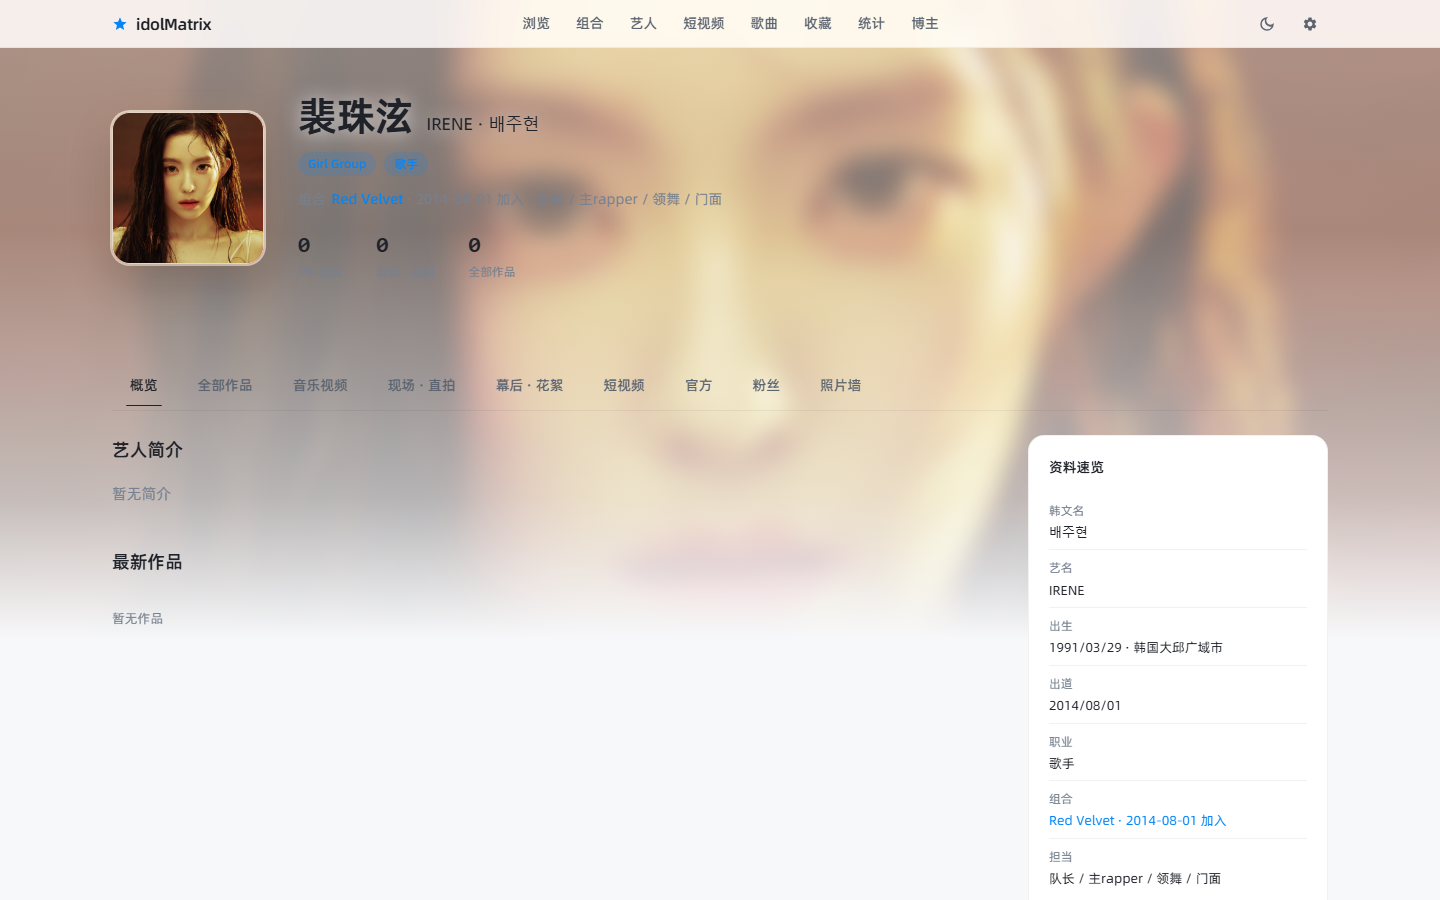 idolMatrix
浏览 组合 艺人 短视频 歌曲 收藏 统计 博主
裴珠泫 IRENE · 배주현
Girl Group 歌手
组合 Red Velvet · 2014-08-01 加入 / 主rapper / 领舞 / 门面
0 0 0
全部作品
概览 全部作品 音乐视频 现场 · 直拍 幕后 · 花絮 短视频 官方 粉丝 照片墙
艺人简介
暂无简介
最新作品
暂无作品
资料速览
韩文名
배주현
艺名
IRENE
出生
1991/03/29 · 韩国大邱广域市
出道
2014/08/01
职业
歌手
组合
Red Velvet · 2014-08-01 加入
担当
队长 / 主rapper / 领舞 / 门面